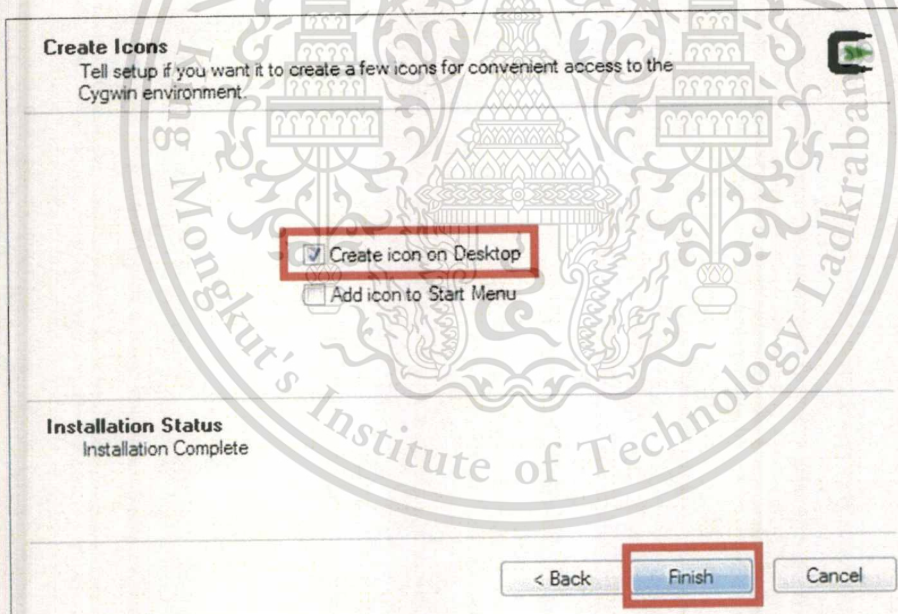 Create Icons
Tell setup if you want it to create a few icons for convenient access to the
Cygwin environment.
Create icon on Desktop
Add icon to Start Menu
Installation Status
Installation Complete
< Back
Finish
Cancel
King Mongkut's Institute of Technology Ladkrabang